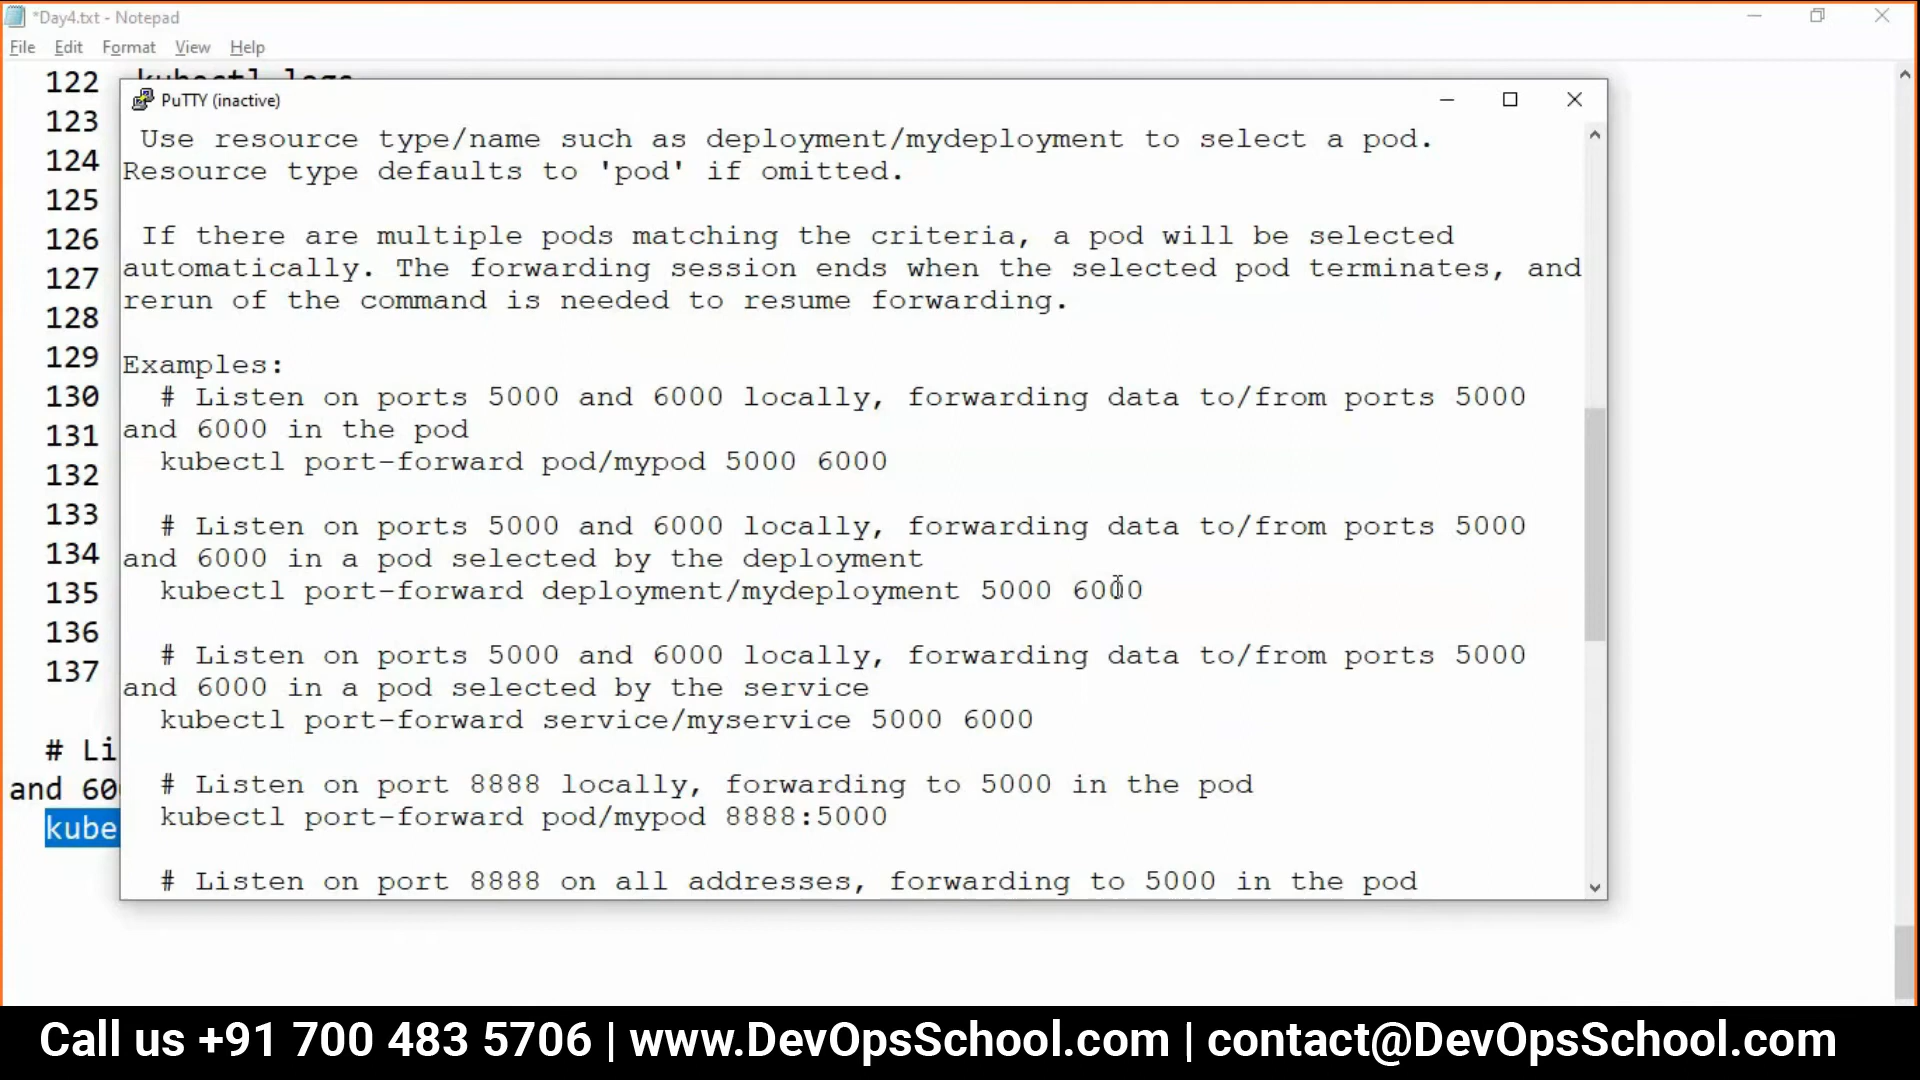 *Day4.txt - Notepad
File Edit Format View Help
122 kubectl logs
123
124
125
126
127
128
129
130
131
132
133
134
135
136
137
# Li
and 60
kube
PuTTY (inactive)
Use resource type/name such as deployment/mydeployment to select a pod.
Resource type defaults to 'pod' if omitted.
If there are multiple pods matching the criteria, a pod will be selected
automatically. The forwarding session ends when the selected pod terminates, and
rerun of the command is needed to resume forwarding.
Examples:
# Listen on ports 5000 and 6000 locally, forwarding data to/from ports 5000
and 6000 in the pod
kubectl port-forward pod/mypod 5000 6000
# Listen on ports 5000 and 6000 locally, forwarding data to/from ports 5000
and 6000 in a pod selected by the deployment
kubectl port-forward deployment/mydeployment 5000 6000
# Listen on ports 5000 and 6000 locally, forwarding data to/from ports 5000
and 6000 in a pod selected by the service
kubectl port-forward service/myservice 5000 6000
# Listen on port 8888 locally, forwarding to 5000 in the pod
kubectl port-forward pod/mypod 8888:5000
# Listen on port 8888 on all addresses, forwarding to 5000 in the pod
Call us +91 700 483 5706 | www.DevOpsSchool.com | contact@DevOpsSchool.com